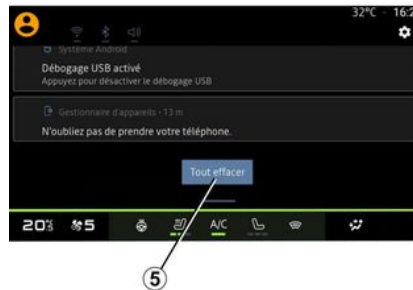 32°C 16:2
Système Android
Débogage USB activé
Appuyez pour désactiver le débogage USB
Gestionnaire d'appareils • 13 m
N'oubliez pas de prendre votre téléphone.
Tout effacer
20 5 A/C
5